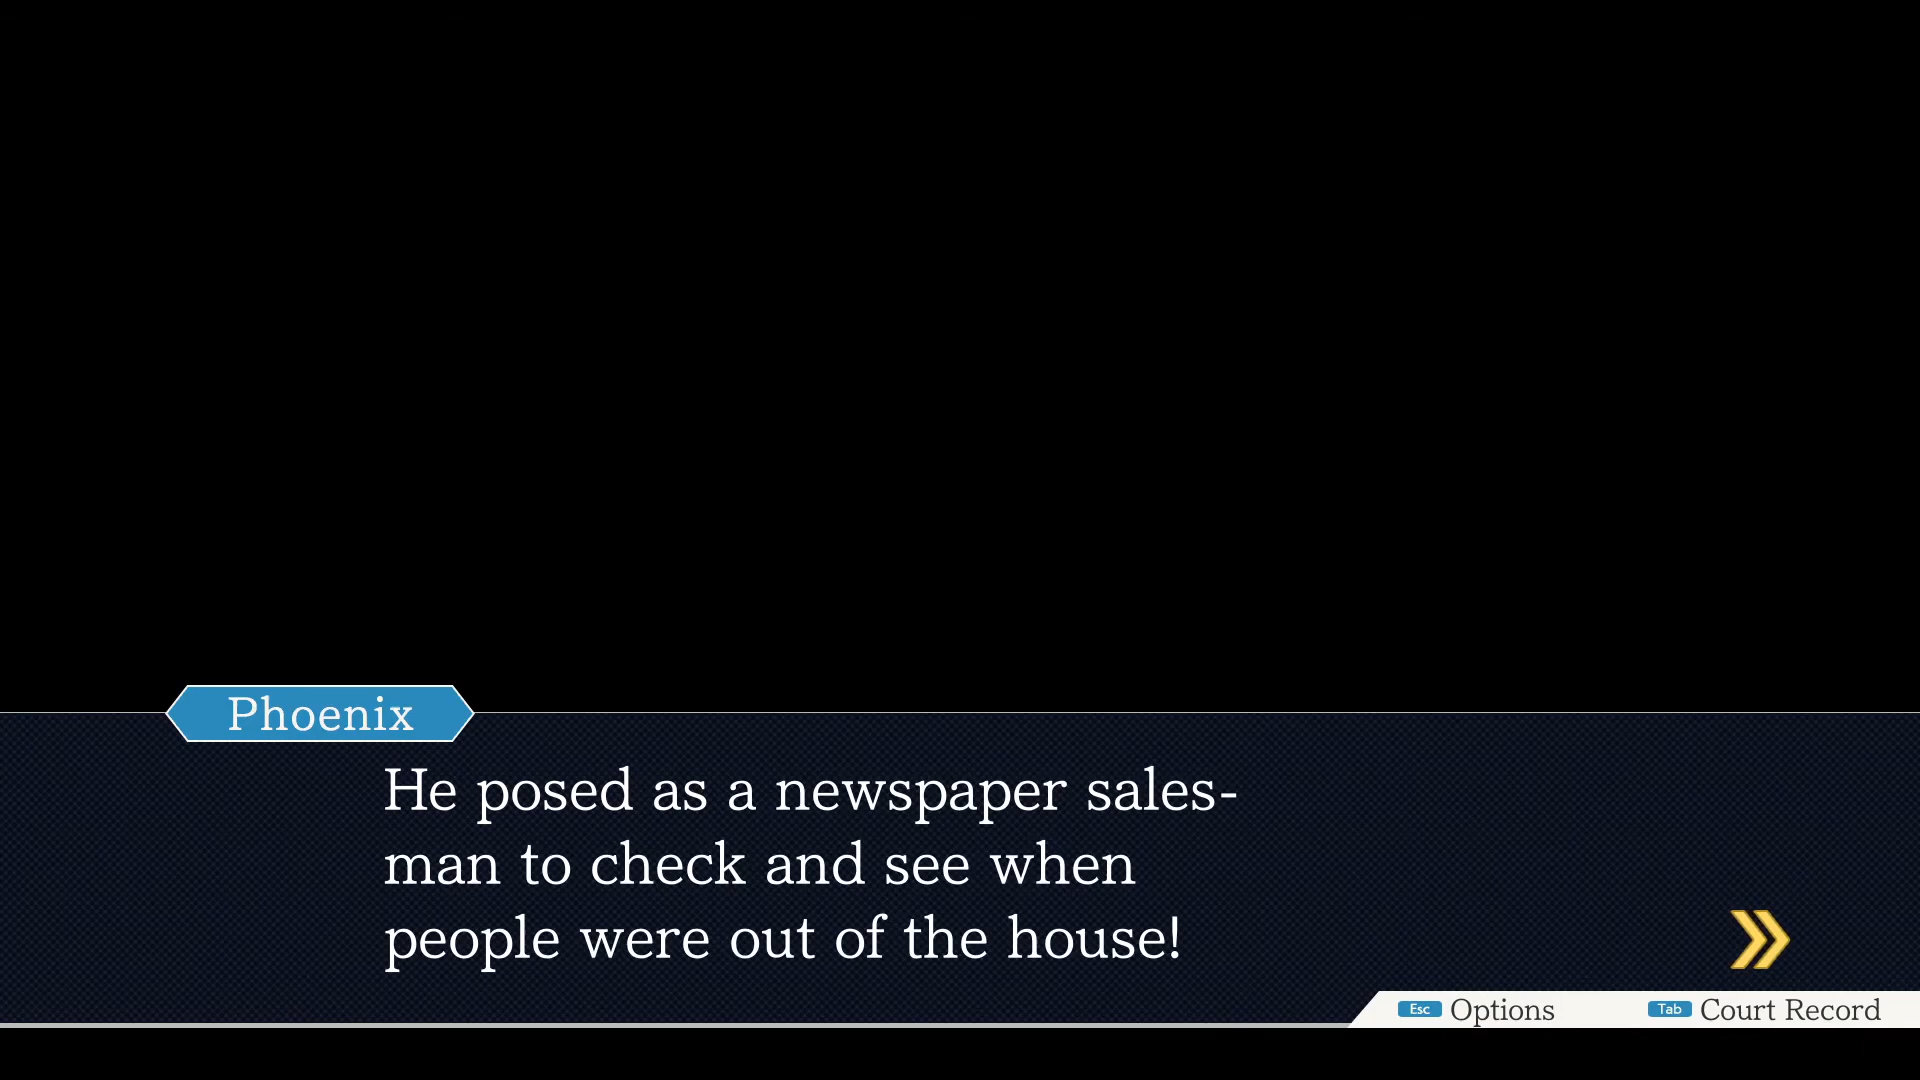 Phoenix
He posed as a newspaper sales-
man to check and see when
people were out of the house!
Esc Options Tab Court Record